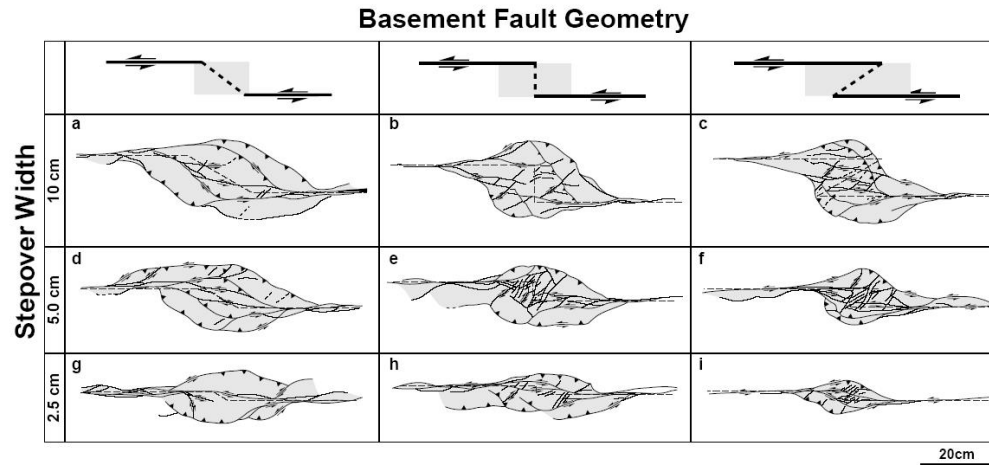 Basement Fault Geometry
Stepover Width
10 cm
a
b
c
5.0 cm
d
e
f
2.5 cm
g
h
i
20cm